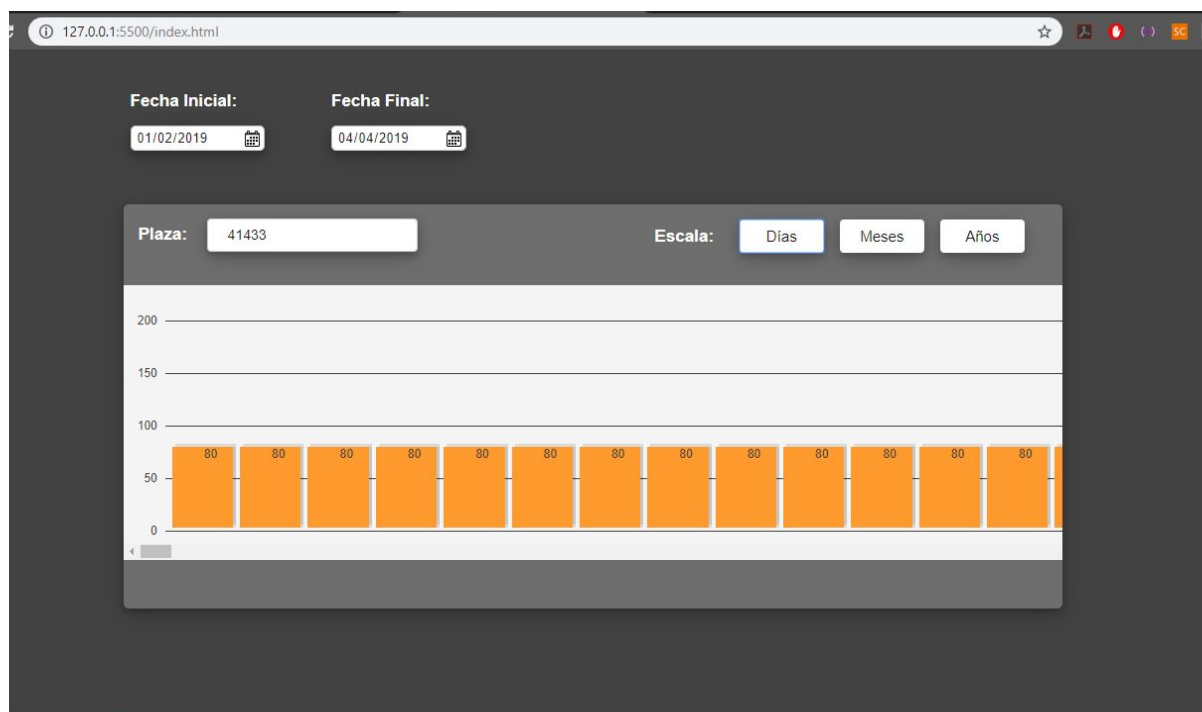 127.0.0.1:5500/index.html
SC
Fecha Inicial: Fecha Final:
01/02/2019 04/04/2019
Plaza: 41433 Escala: Días Meses Años
200
150
100
80 80 80 80 80 80 80 80 80 80 80 80 80
50
0